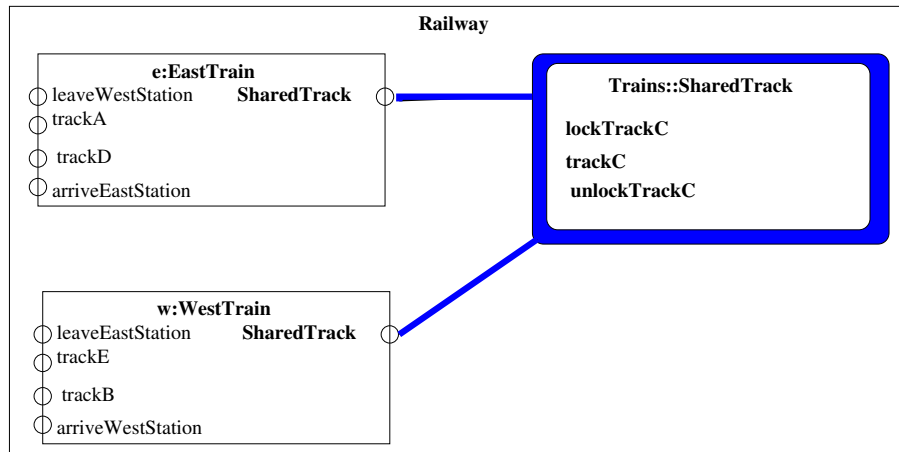 Railway
e:EastTrain
leaveWestStation SharedTrack
trackA
trackD
arriveEastStation
Trains::SharedTrack
lockTrackC
trackC
unlockTrackC
w:WestTrain
leaveEastStation SharedTrack
trackE
trackB
arriveWestStation